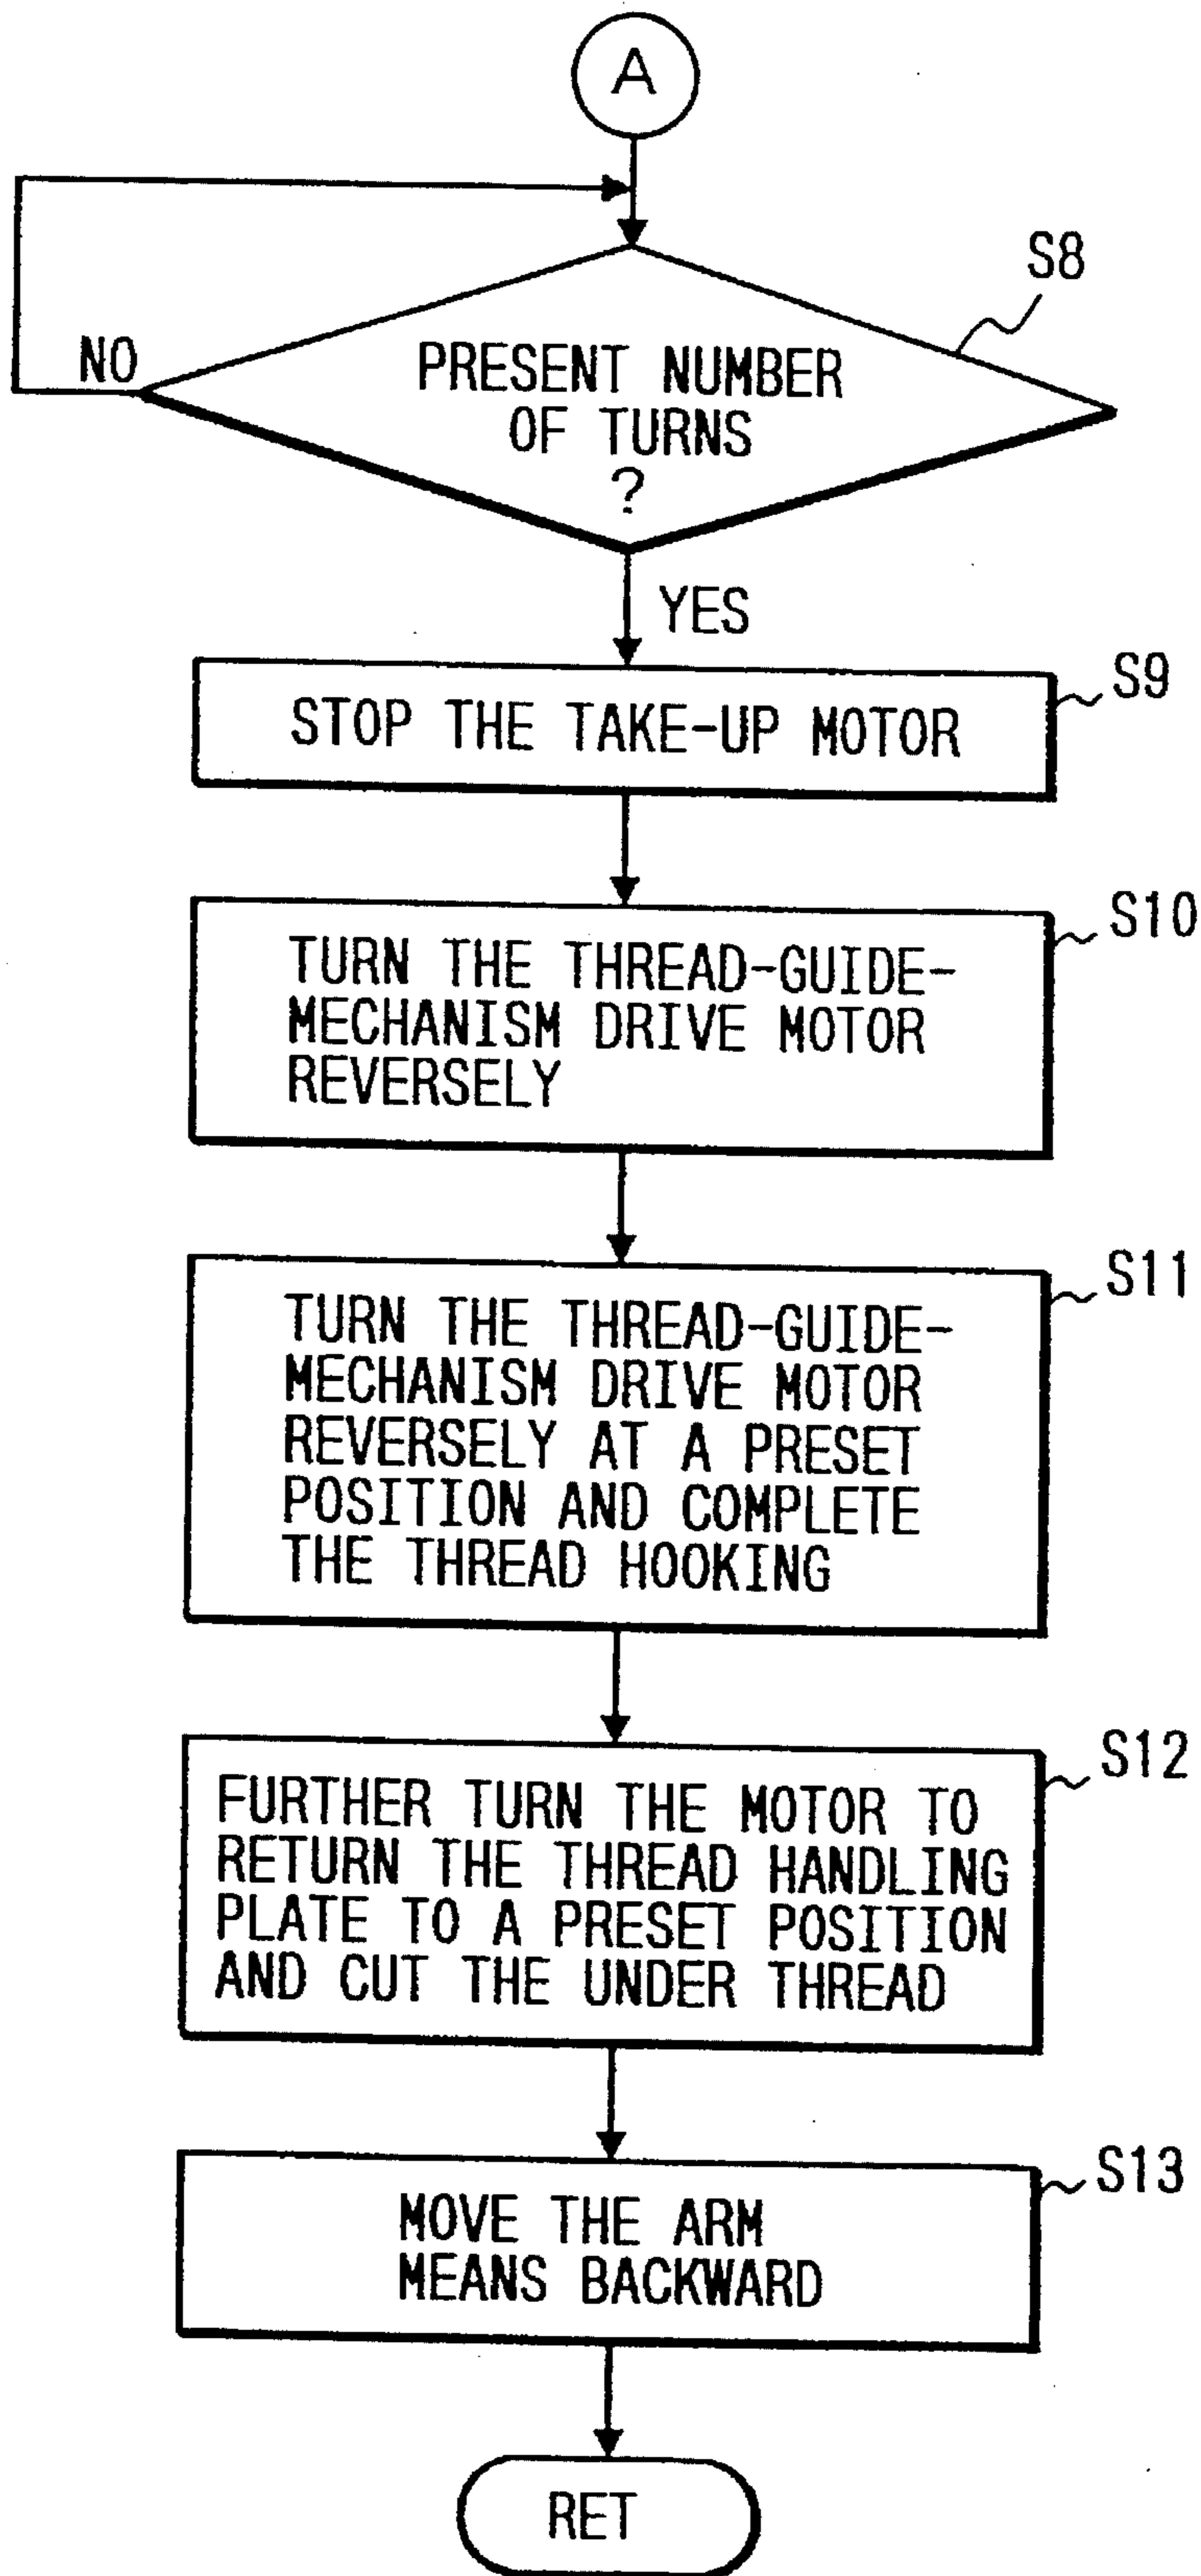 A
S8
NO
PRESENT NUMBER
OF TURNS
?
YES
S9
STOP THE TAKE-UP MOTOR
S10
TURN THE THREAD-GUIDE-
MECHANISM DRIVE MOTOR
REVERSELY
S11
TURN THE THREAD-GUIDE-
MECHANISM DRIVE MOTOR
REVERSELY AT A PRESET
POSITION AND COMPLETE
THE THREAD HOOKING
S12
FURTHER TURN THE MOTOR TO
RETURN THE THREAD HANDLING
PLATE TO A PRESET POSITION
AND CUT THE UNDER THREAD
S13
MOVE THE ARM
MEANS BACKWARD
RET